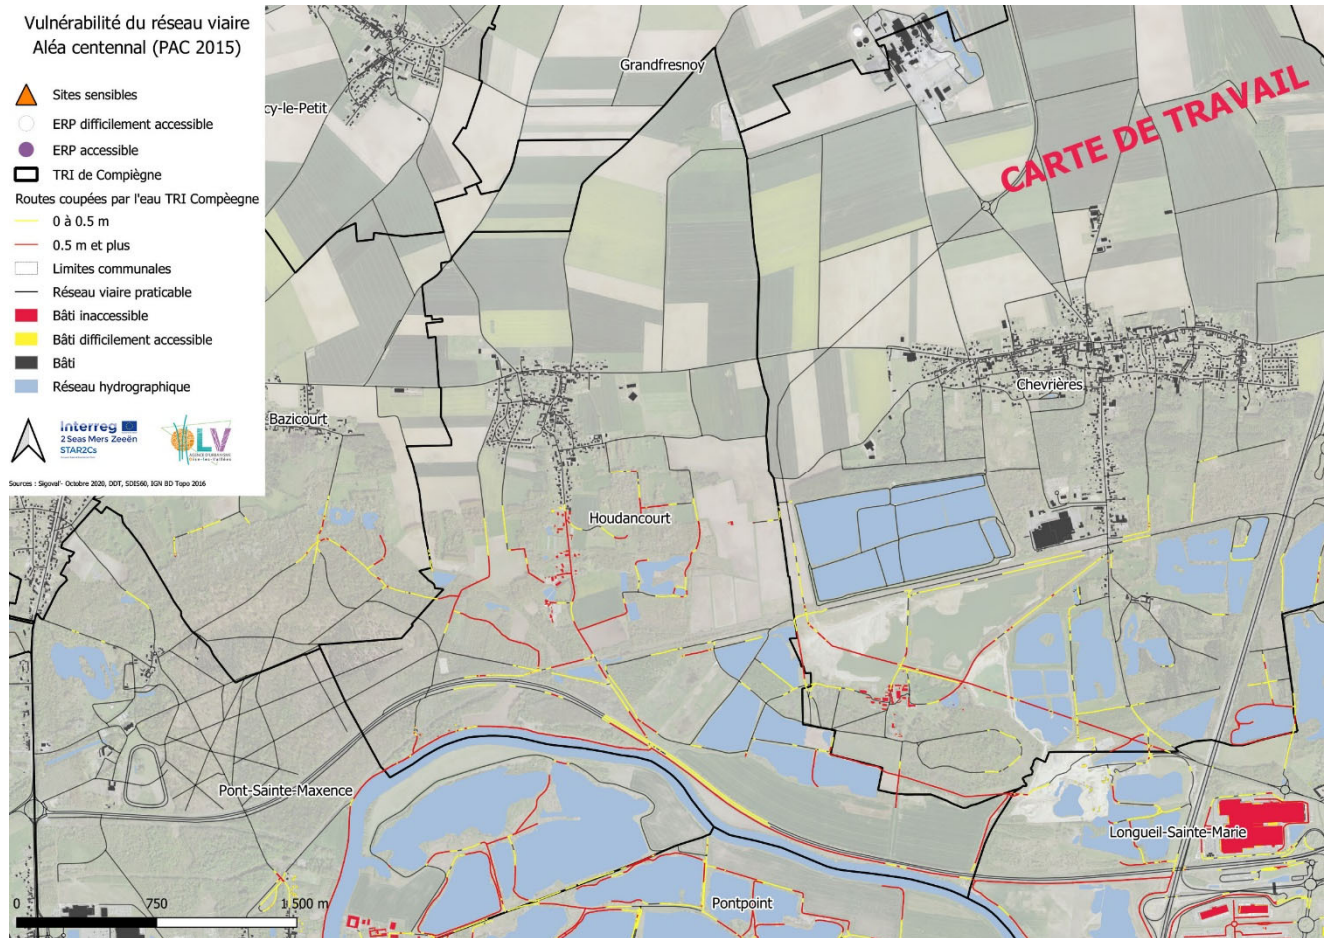 Vulnérabilité du réseau viaire
Aléa centennal (PAC 2015)
Sites sensibles
ERP difficilement accessible
ERP accessible
TRI de Compiègne
Routes coupées par l'eau TRI Compèegne
0 à 0.5 m
0.5 m et plus
Limites communales
Réseau viaire praticable
Bâti inaccessible
Bâti difficilement accessible
Bâti
Réseau hydrographique
Interreg
2 Seas Mers Zeeën
STAR2Cs
OLV
Sources : Sigoval - Octobre 2020, DDT, SDIS60, IGN BD Topo 2016
Grandfresnoy
cy-le-Petit
CARTE DE TRAVAIL
Chevrières
Bazicourt
Houdancourt
Pont-Sainte-Maxence
Longueil-Sainte-Marie
Pontpoint
0 750 1 500 m